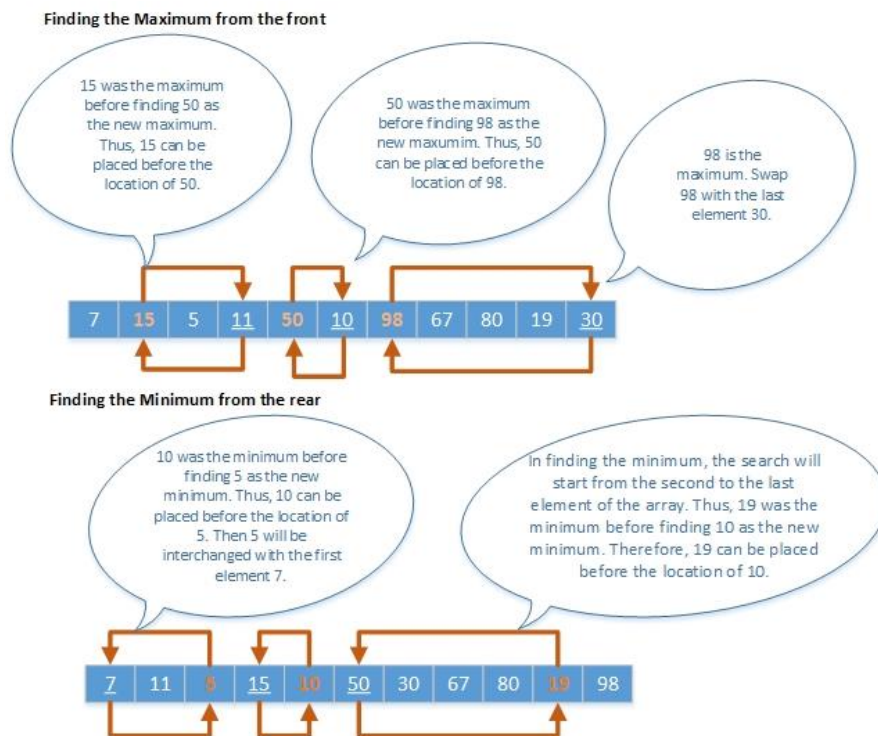 Finding the Maximum from the front
15 was the maximum
before finding 50 as
the new maximum.
Thus, 15 can be
placed before the
location of 50.
50 was the maximum
before finding 98 as the
new maxumim. Thus, 50
can be placed before the
location of 98.
98 is the
maximum. Swap
98 with the last
element 30.
7 15 5 11 50 10 98 67 80 19 30
Finding the Minimum from the rear
10 was the minimum before
finding 5 as the new
minimum. Thus, 10 can be
placed before the location of
5. Then 5 will be
interchanged with the first
element 7.
In finding the minimum, the search will
start from the second to the last
element of the array. Thus, 19 was the
minimum before finding 10 as the new
minimum. Therefore, 19 can be placed
before the location of 10.
7 11 5 15 10 50 30 67 80 19 98